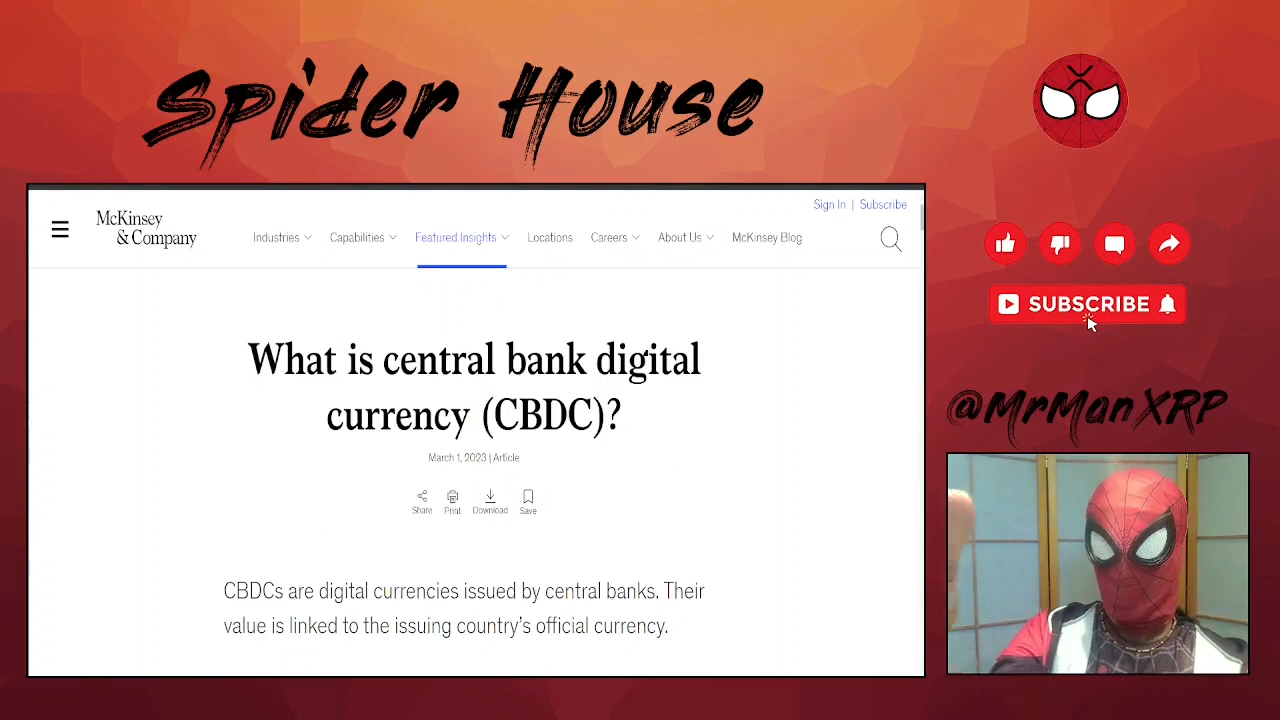 Spider House
McKinsey
& Company
Sign In | Subscribe
Industries
Capabilities
Featured Insights
Locations
Careers
About Us
McKinsey Blog
What is central bank digital
currency (CBDC)?
March 1, 2023 | Article
Share
Print
Download
Save
CBDCs are digital currencies issued by central banks. Their
value is linked to the issuing country’s official currency.
SUBSCRIBE
@MrManXRP